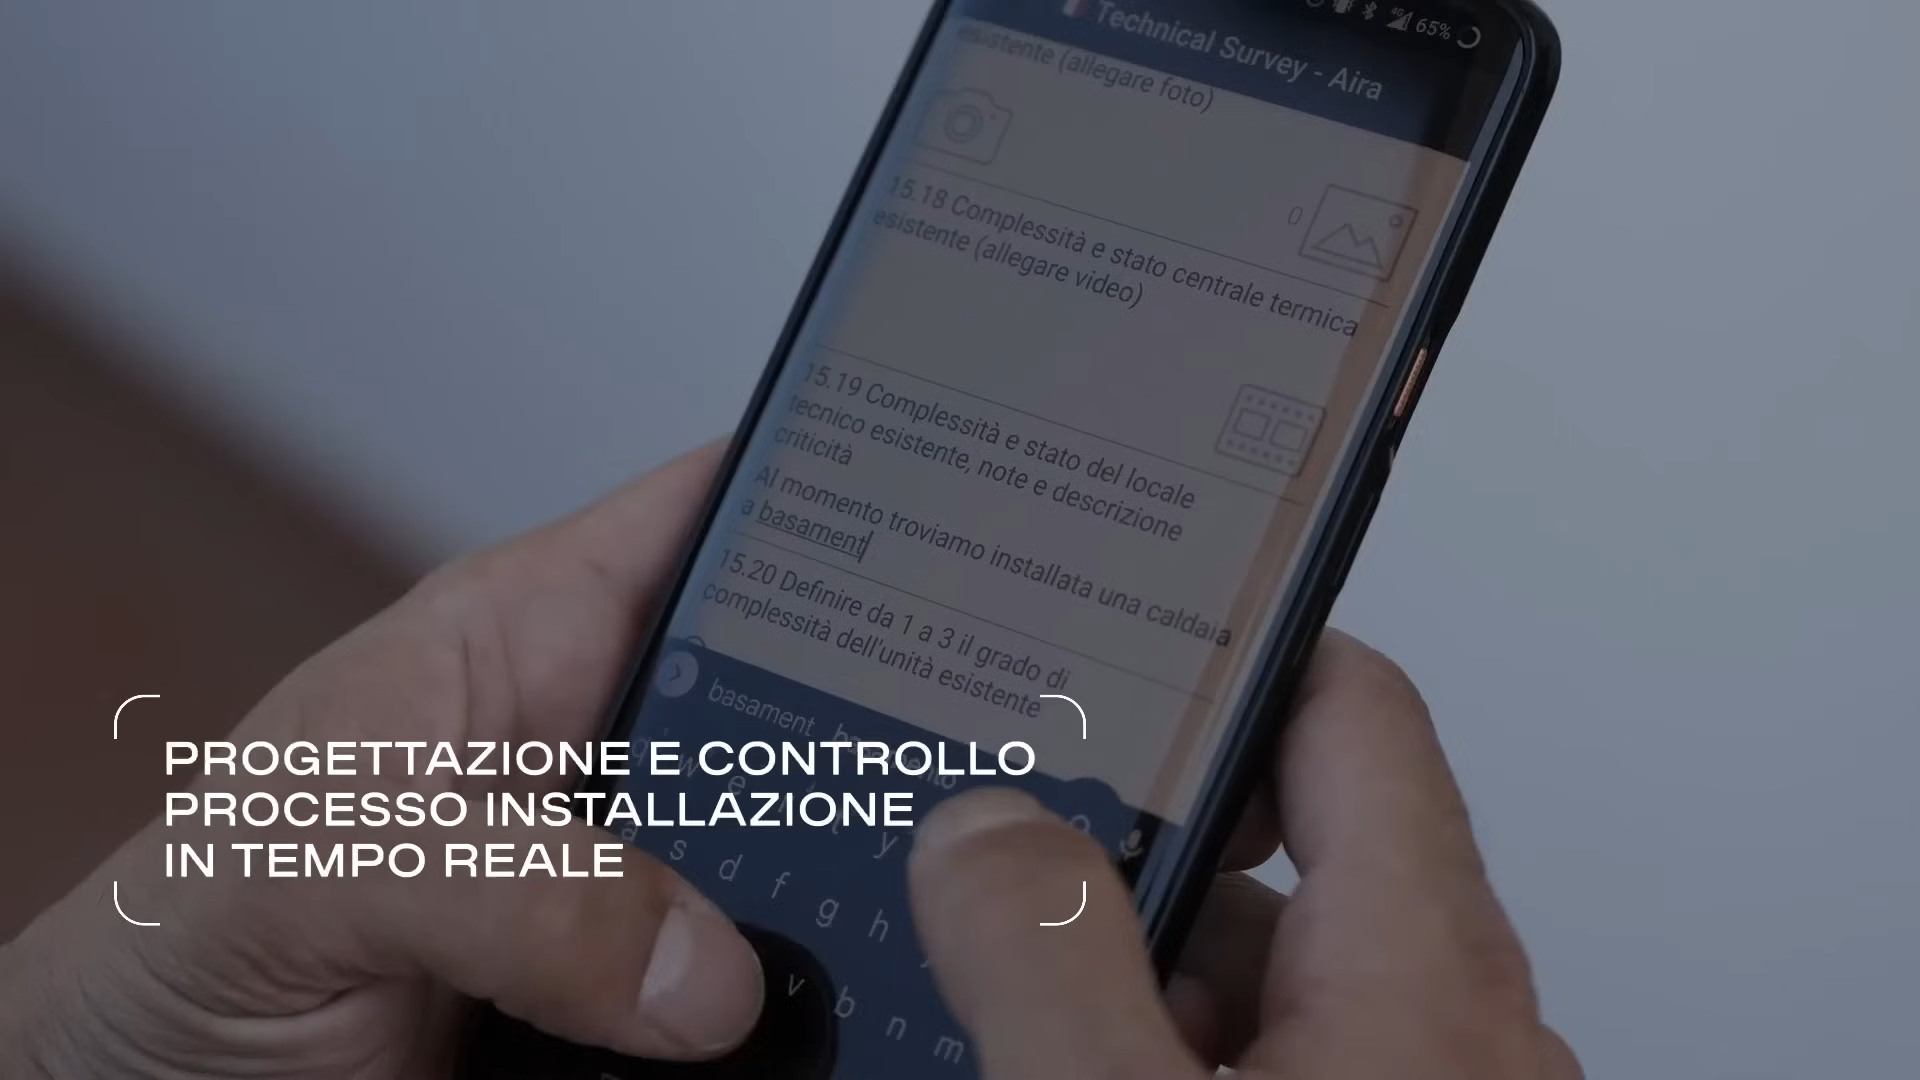 65%
Technical Survey - Aira
esistente (allegare foto)
0
15.18 Complessità e stato centrale termica
esistente (allegare video)
15.19 Complessità e stato del locale
tecnico esistente, note e descrizione
criticità
Al momento troviamo installata una caldaia
a basament
15.20 Definire da 1 a 3 il grado di
complessità dell'unità esistente
basament basamento
PROGETTAZIONE E CONTROLLO
PROCESSO INSTALLAZIONE
IN TEMPO REALE
q w e t y
a s d f g h
v b n m